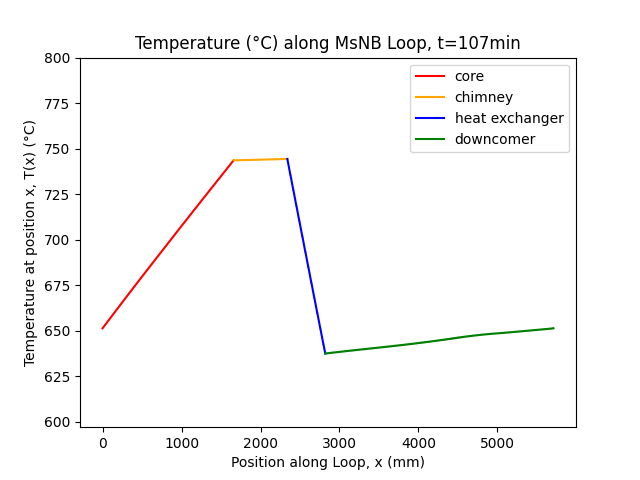 Temperature (°C) along MsNB Loop, t=107min
Temperature at position x, T(x) (°C)
800
775
750
725
700
675
650
625
600
core
chimney
heat exchanger
downcomer
0 1000 2000 3000 4000 5000
Position along Loop, x (mm)